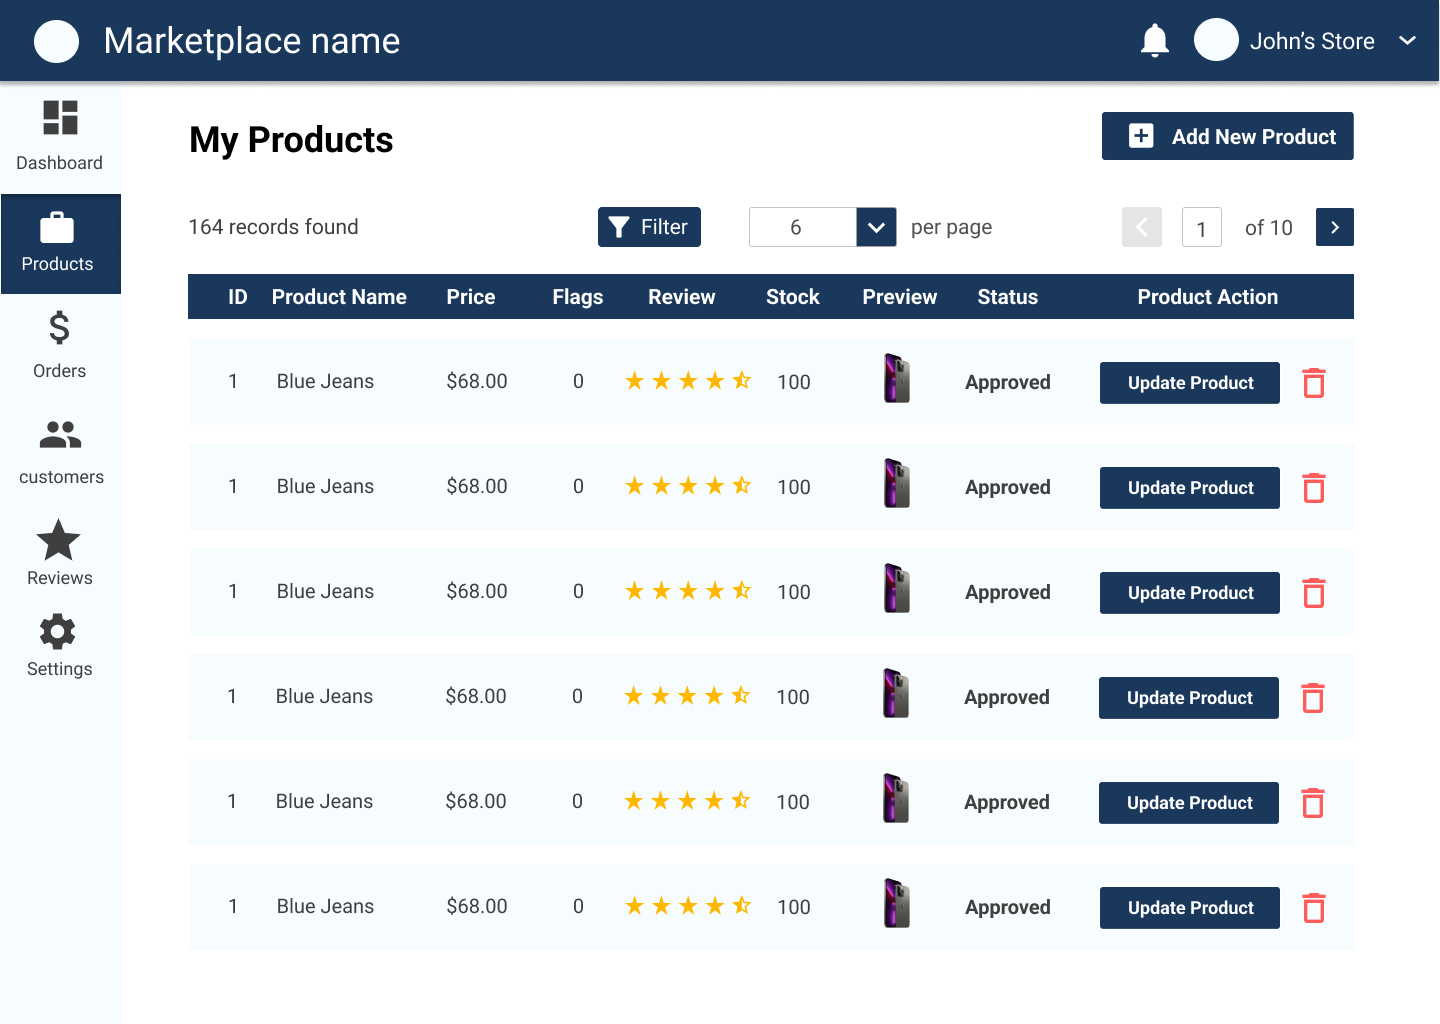 Marketplace name
John’s Store
Dashboard
Products
Orders
customers
Reviews
Settings
My Products
Add New Product
164 records found
Filter
6
per page
1
of 10
ID Product Name Price Flags Review Stock Preview Status Product Action
1 Blue Jeans $68.00 0 100 Approved Update Product
1 Blue Jeans $68.00 0 100 Approved Update Product
1 Blue Jeans $68.00 0 100 Approved Update Product
1 Blue Jeans $68.00 0 100 Approved Update Product
1 Blue Jeans $68.00 0 100 Approved Update Product
1 Blue Jeans $68.00 0 100 Approved Update Product